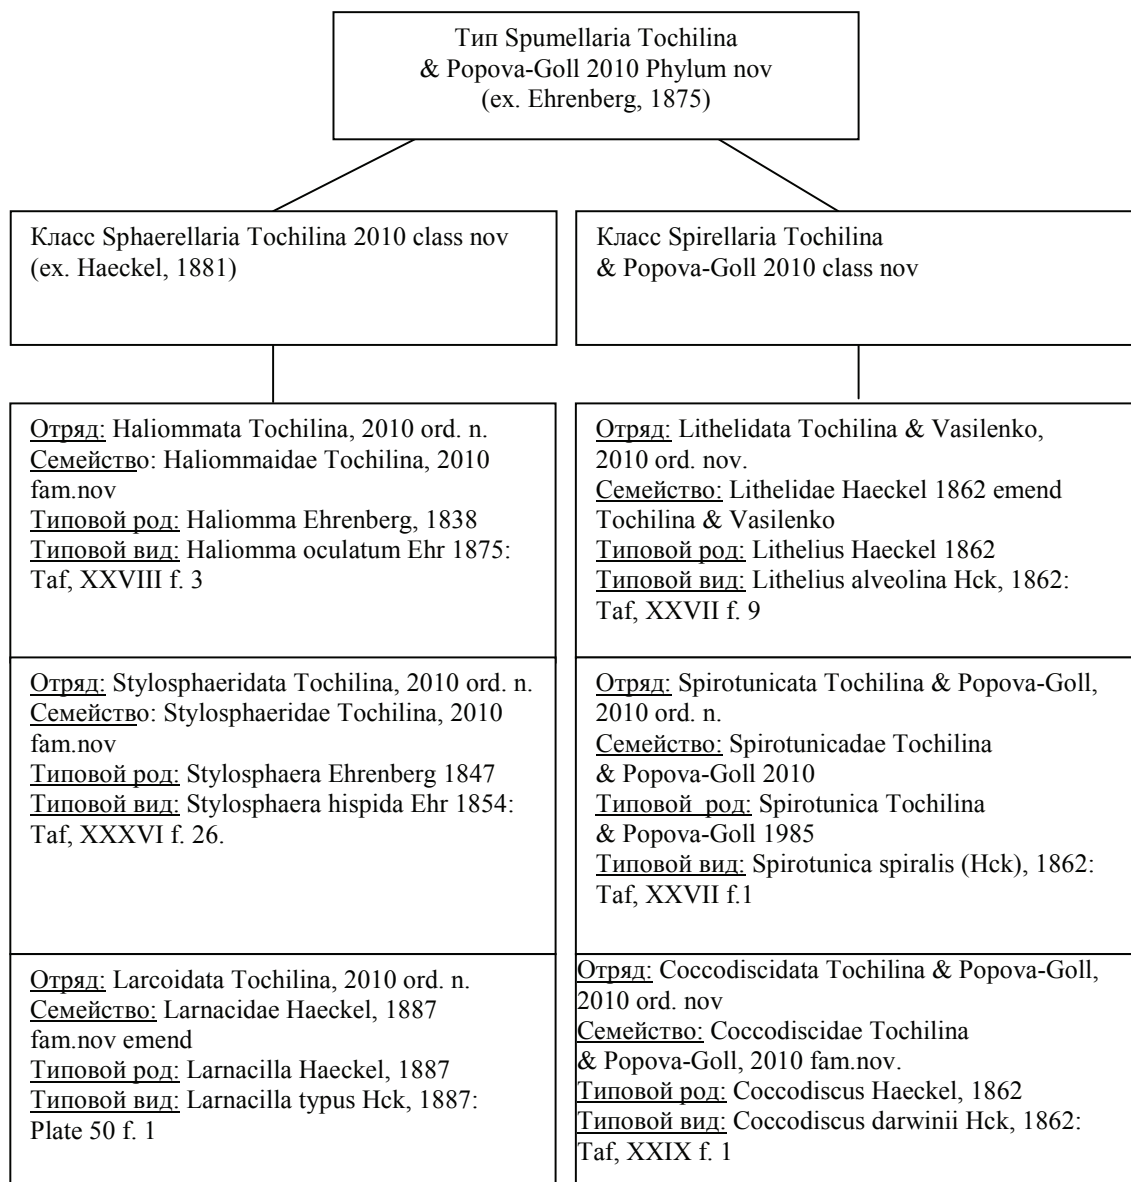 Тип Spumellaria Tochilina
& Popova-Goll 2010 Phylum nov
(ex. Ehrenberg, 1875)
Класс Sphaerellaria Tochilina 2010 class nov
(ex. Haeckel, 1881)
Класс Spirellaria Tochilina
& Popova-Goll 2010 class nov
Отряд: Haliommata Tochilina, 2010 ord. n.
Семейство: Haliommaidae Tochilina, 2010
fam.nov
Типовой род: Haliomma Ehrenberg, 1838
Типовой вид: Haliomma oculatum Ehr 1875:
Taf, XXVIII f. 3
Отряд: Stylosphaeridata Tochilina, 2010 ord. n.
Семейство: Stylosphaeridae Tochilina, 2010
fam.nov
Типовой род: Stylosphaera Ehrenberg 1847
Типовой вид: Stylosphaera hispida Ehr 1854:
Taf, XXXVI f. 26.
Отряд: Larcoidata Tochilina, 2010 ord. n.
Семейство: Larnacidae Haeckel, 1887
fam.nov emend
Типовой род: Larnacilla Haeckel, 1887
Типовой вид: Larnacilla typus Hck, 1887:
Plate 50 f. 1
Отряд: Lithelidata Tochilina & Vasilenko,
2010 ord. nov.
Семейство: Lithelidae Haeckel 1862 emend
Tochilina & Vasilenko
Типовой род: Lithelius Haeckel 1862
Типовой вид: Lithelius alveolina Hck, 1862:
Taf, XXVII f. 9
Отряд: Spirotunicata Tochilina & Popova-Goll,
2010 ord. n.
Семейство: Spirotunicadae Tochilina
& Popova-Goll 2010
Типовой род: Spirotunica Tochilina
& Popova-Goll 1985
Типовой вид: Spirotunica spiralis (Hck), 1862:
Taf, XXVII f.1
Отряд: Coccodiscidata Tochilina & Popova-Goll,
2010 ord. nov
Семейство: Coccodiscidae Tochilina
& Popova-Goll, 2010 fam.nov.
Типовой род: Coccodiscus Haeckel, 1862
Типовой вид: Coccodiscus darwinii Hck, 1862:
Taf, XXIX f. 1